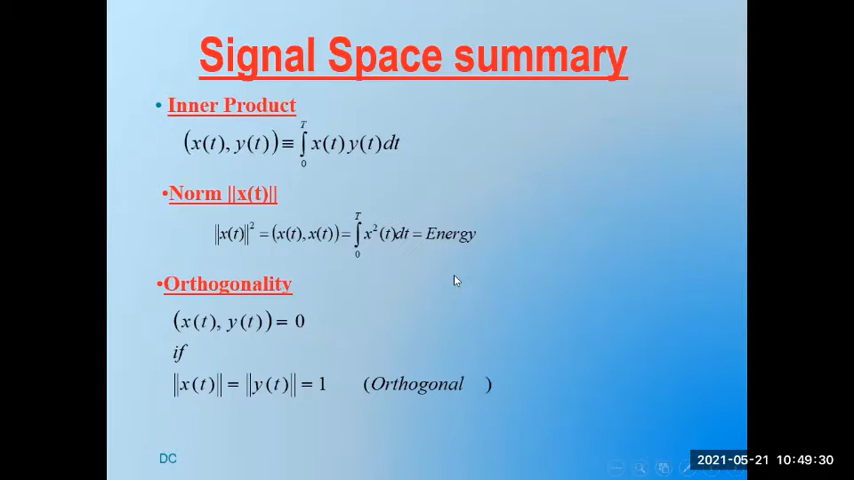 Signal Space summary
• Inner Product
(x(t), y(t)) ≡ ∫₀ᵀ x(t) y(t) dt
•Norm ||x(t)||
||x(t)||² = (x(t), x(t)) = ∫₀ᵀ x²(t)dt = Energy
•Orthogonality
(x(t), y(t)) = 0
if
||x(t)|| = ||y(t)|| = 1 (Orthogonal )
DC
2021-05-21 10:49:30